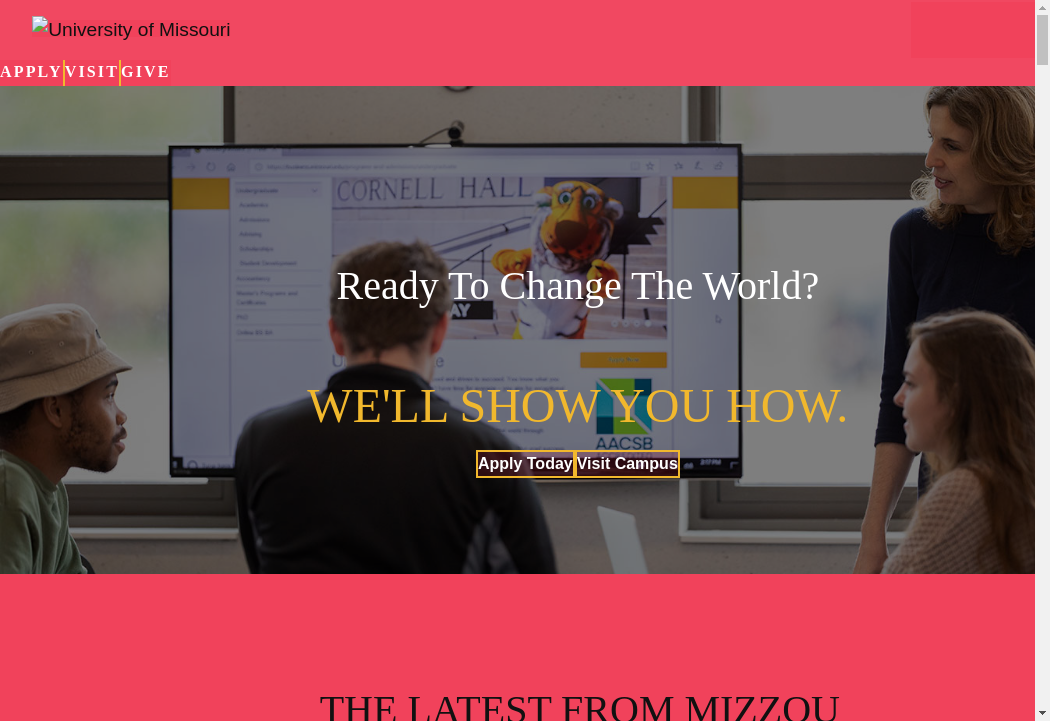 University of Missouri
APPLY VISIT GIVE
CORNELL HALL
Ready To Change The World?
WE'LL SHOW YOU HOW.
AACSB
Apply Today Visit Campus
THE LATEST FROM MIZZOU